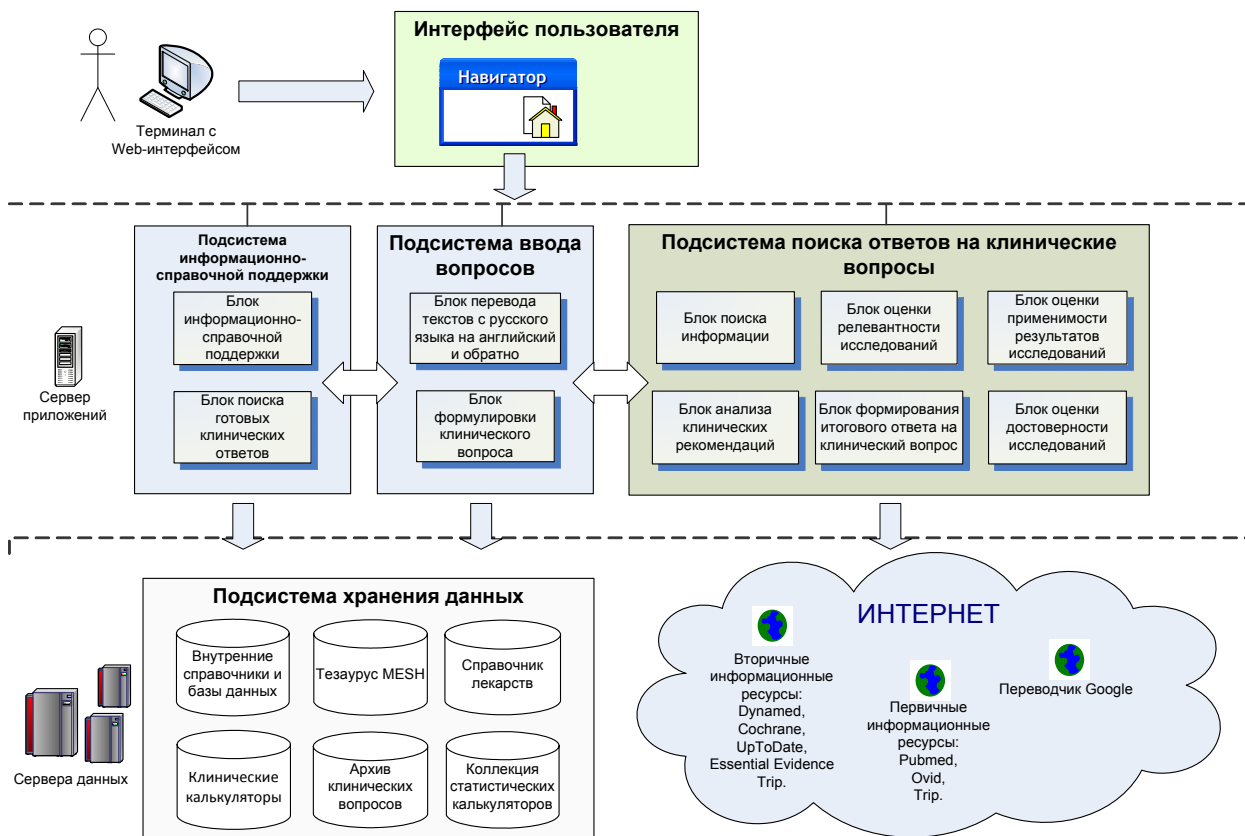 Интерфейс пользователя
Навигатор
Терминал с
Web-интерфейсом
Подсистема
информационно-
справочной поддержки
Блок
информационно-
справочной
поддержки
Блок поиска
готовых
клинических
ответов
Подсистема ввода
вопросов
Блок перевода
текстов с русского
языка на английский
и обратно
Блок
формулировки
клинического
вопроса
Подсистема поиска ответов на клинические
вопросы
Блок поиска
информации
Блок оценки
релевантности
исследований
Блок оценки
применимости
результатов
исследований
Блок анализа
клинических
рекомендаций
Блок формирования
итогового ответа на
клинический вопрос
Блок оценки
достоверности
исследований
Сервер
приложений
Подсистема хранения данных
Внутренние
справочники и
базы данных
Тезаурус MESH
Справочник
лекарств
Клинические
калькуляторы
Архив
клинических
вопросов
Коллекция
статистических
калькуляторов
Сервера данных
ИНТЕРНЕТ
Вторичные
информационные
ресурсы:
Dynamed,
Cochrane,
UpToDate,
Essential Evidence
Trip.
Первичные
информационные
ресурсы:
Pubmed,
Ovid,
Trip.
Переводчик Google